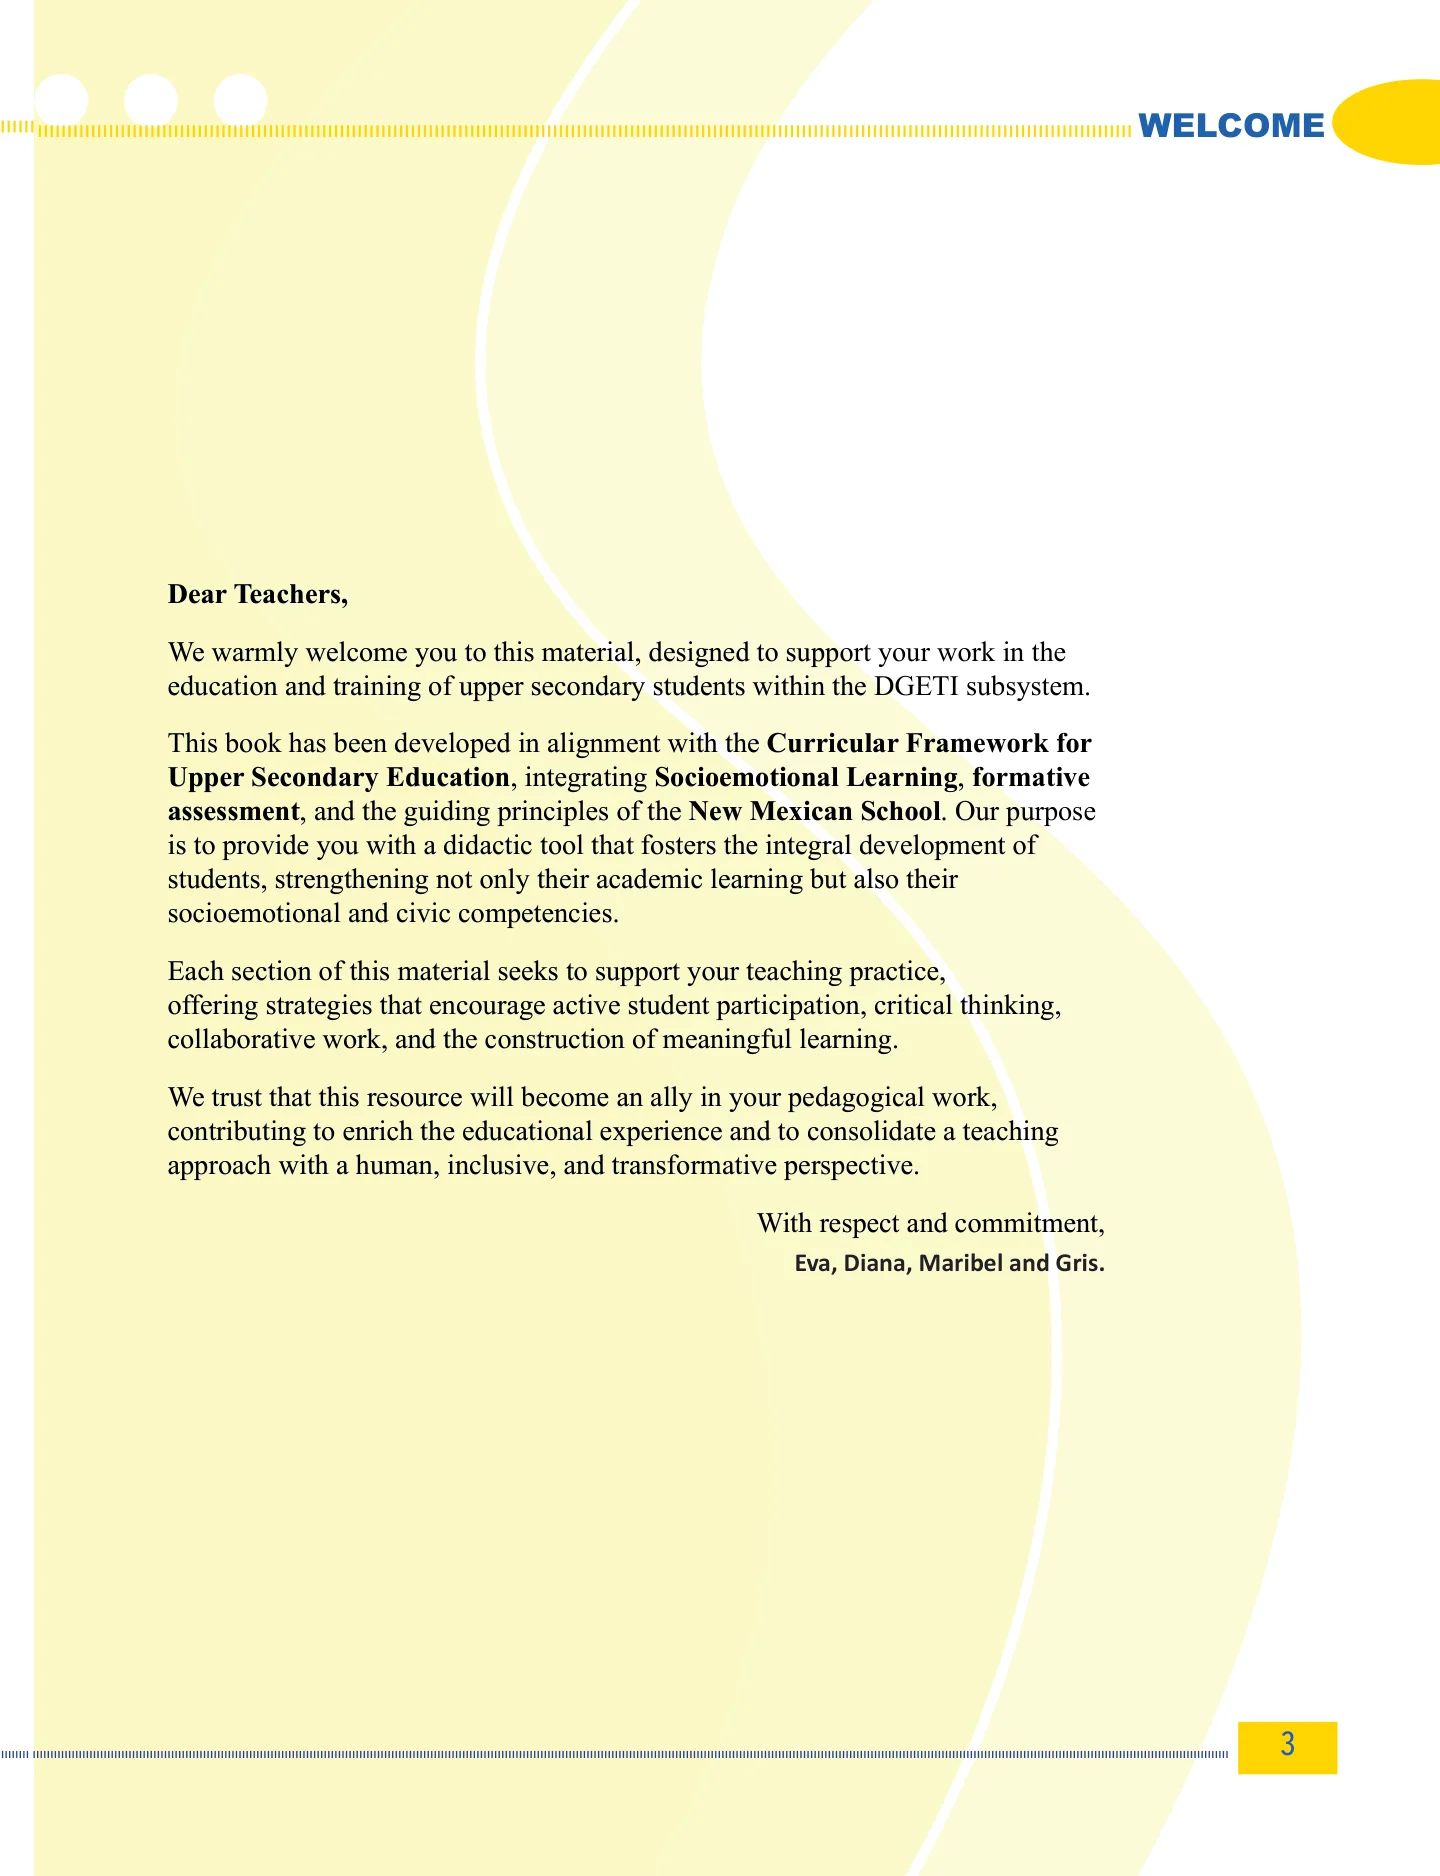 WELCOME
Dear Teachers,
We warmly welcome you to this material, designed to support your work in the
education and training of upper secondary students within the DGETI subsystem.
This book has been developed in alignment with the Curricular Framework for
Upper Secondary Education, integrating Socioemotional Learning, formative
assessment, and the guiding principles of the New Mexican School. Our purpose
is to provide you with a didactic tool that fosters the integral development of
students, strengthening not only their academic learning but also their
socioemotional and civic competencies.
Each section of this material seeks to support your teaching practice,
offering strategies that encourage active student participation, critical thinking,
collaborative work, and the construction of meaningful learning.
We trust that this resource will become an ally in your pedagogical work,
contributing to enrich the educational experience and to consolidate a teaching
approach with a human, inclusive, and transformative perspective.
With respect and commitment,
Eva, Diana, Maribel and Gris.
3